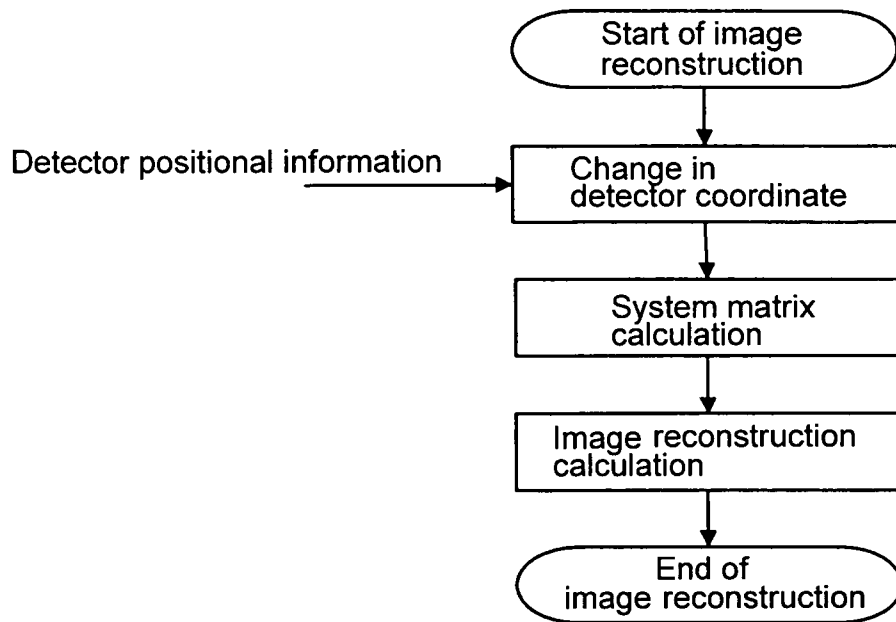 Start of image
reconstruction
Detector positional information
Change in
detector coordinate
System matrix
calculation
Image reconstruction
calculation
End of
image reconstruction